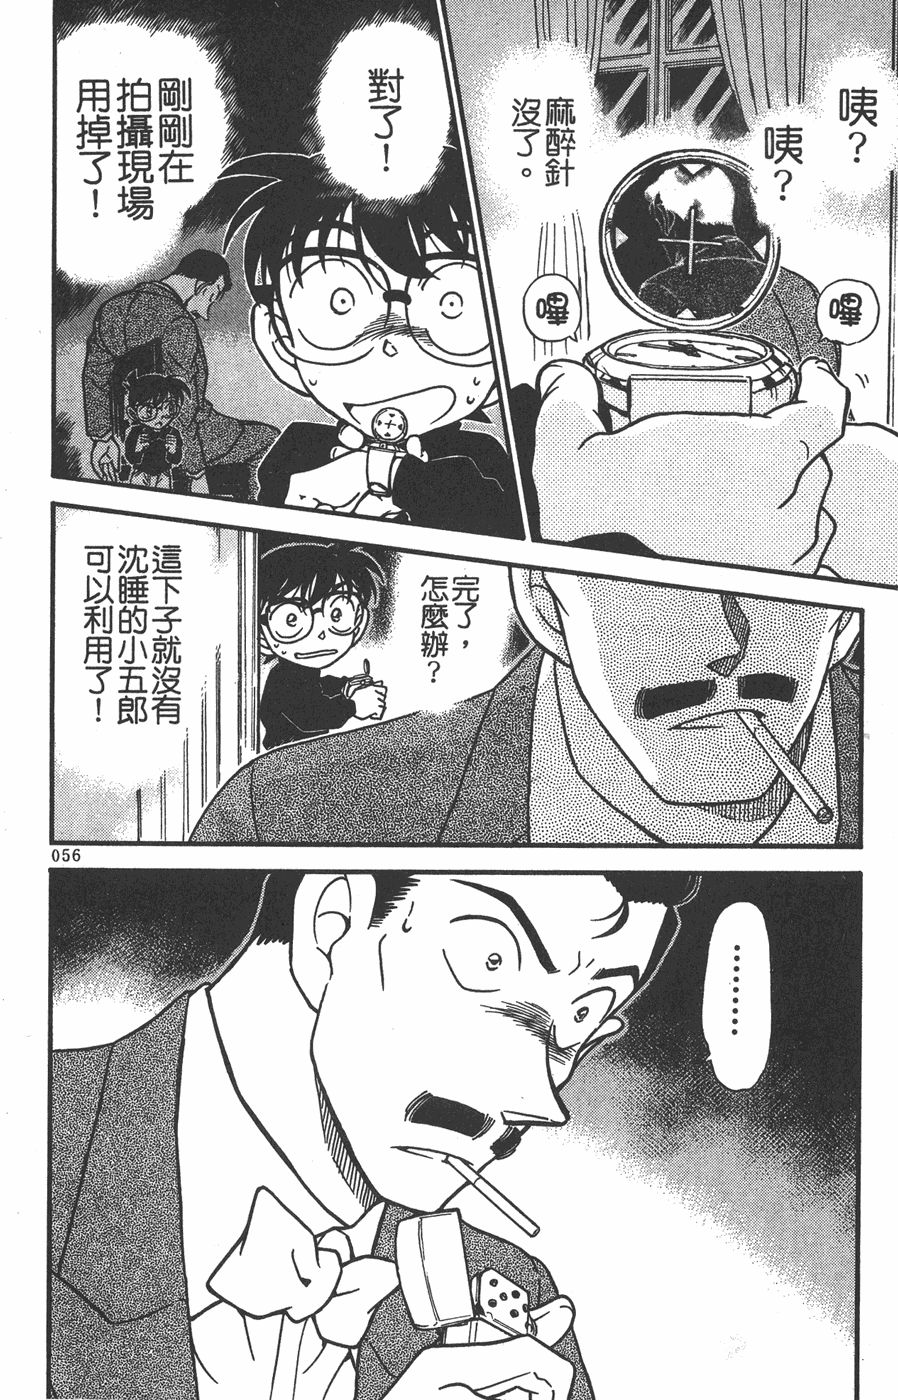 咦？
咦？
麻醉針
沒了。
嗶
嗶
對了！
剛剛在
拍攝現場
用掉了！
完了，
怎麼辦？
這下子就沒有
沈睡的小五郎
可以利用了！
056
………